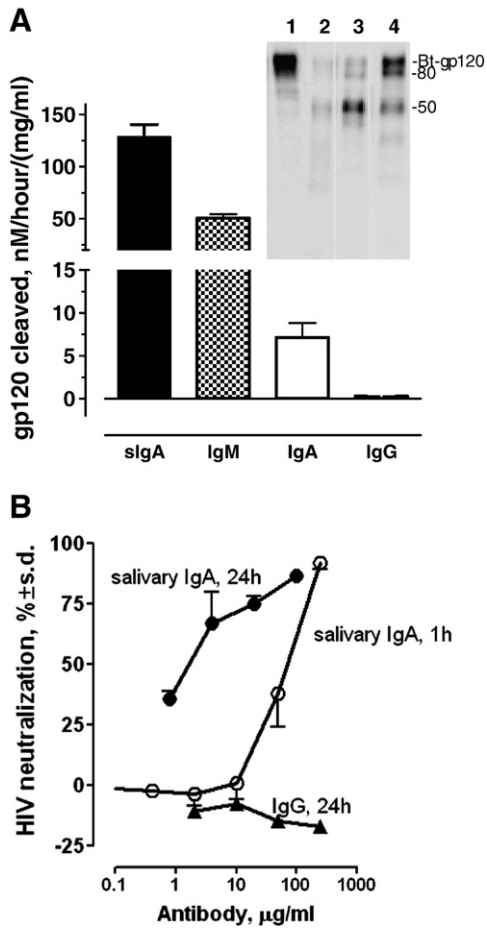 A
1 2 3 4
-Bt-gp120
-80
-50
gp120 cleaved, nM/hour/(mg/ml)
150
100
50
15
10
5
0
sIgA IgM IgA IgG
B
HIV neutralization, %±s.d.
100
75
50
25
0
-25
salivary IgA, 24h
salivary IgA, 1h
IgG, 24h
0.1 1 10 100 1000
Antibody, µg/ml